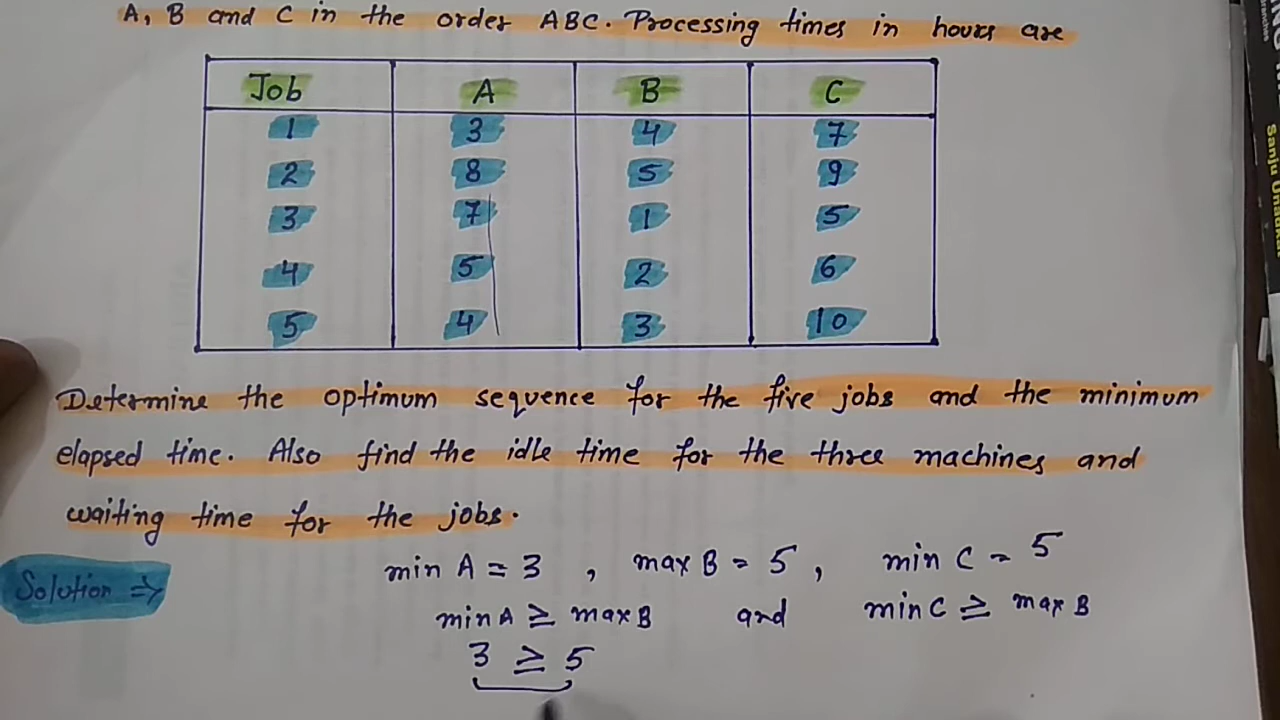 A, B and C in the order ABC. Processing times in hours are
Job A B C
1 3 4 7
2 8 5 9
3 7 1 5
4 5 2 6
5 4 3 10
Determine the optimum sequence for the five jobs and the minimum
elapsed time. Also find the idle time for the three machines and
waiting time for the jobs.
Solution ⇒ min A = 3 , max B = 5 , min C = 5
min A ≥ max B and min C ≥ max B
3 ≥ 5
Sanju